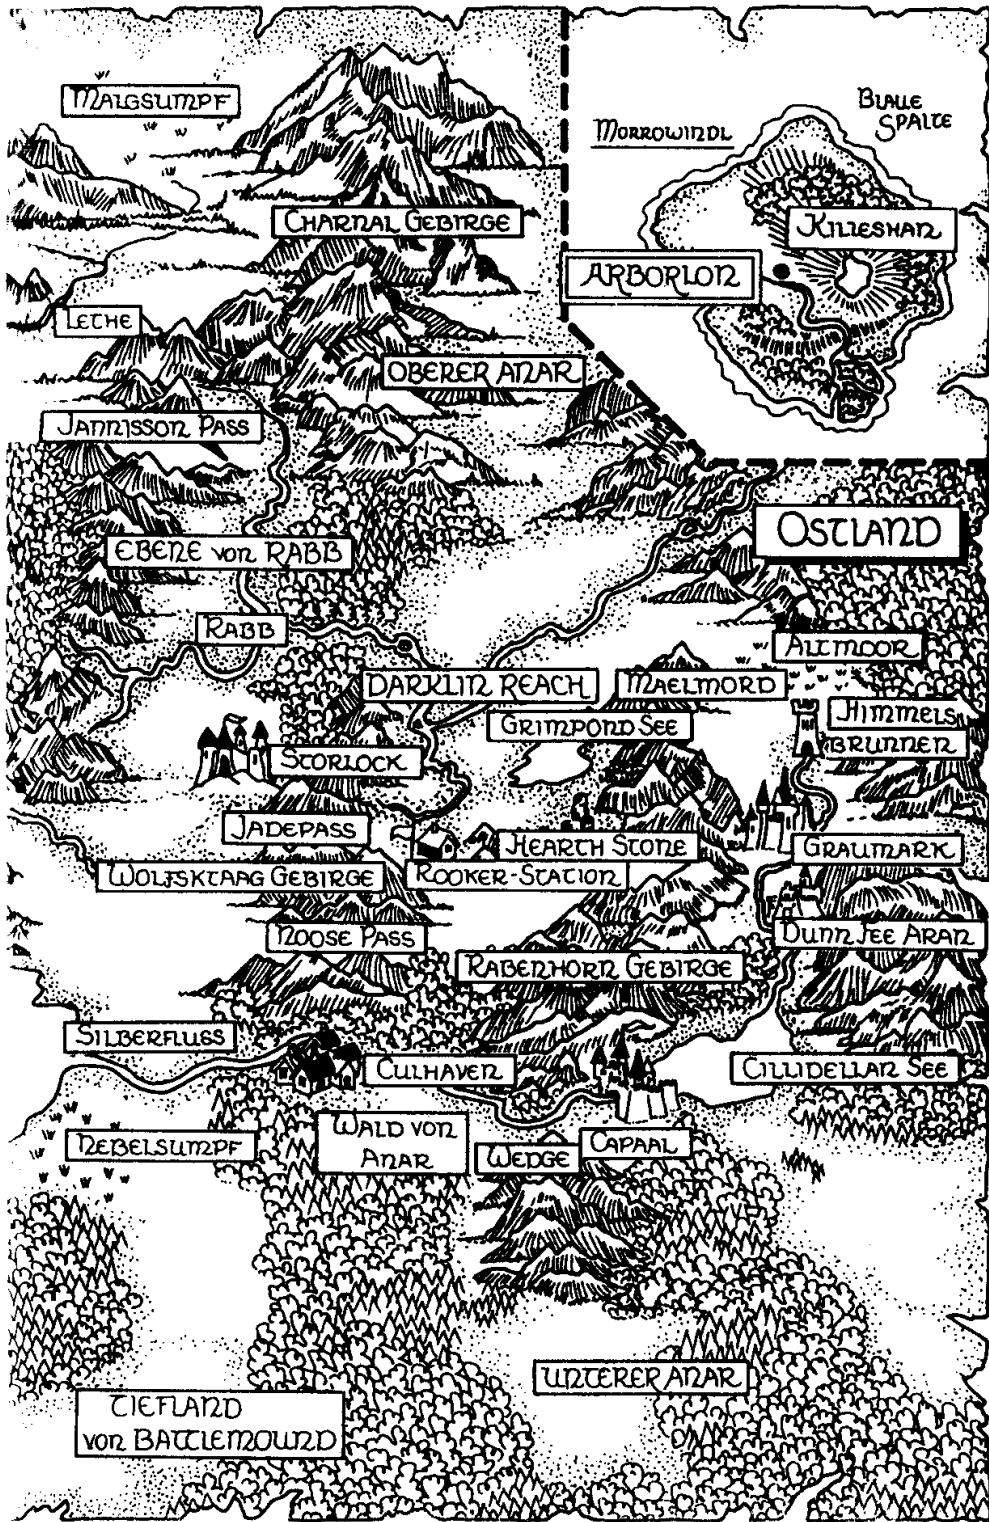 MALGSUMPF
BLAUE
SPALTE
MORROWINDL
CHARNAL GEBIRGE
KILLESHAN
ARBORLON
LETHE
OBERER ANAR
JANNISSON PASS
OSTLAND
EBENE VON RABB
RABB
ALTMOOR
DARKLIN REACH
MAELMORD
GRIMPOND SEE
HIMMELS
BRUNNEN
STORLOCK
JADEPASS
HEARTH STONE
GRAUMARK
WOLFSKTAAG GEBIRGE
ROOKER-STATION
NOOSE PASS
DUNN FEE ARAN
RABENHORN GEBIRGE
SILBERFLUSS
CULHAVEN
CILLIDELLAN SEE
WALD VON
ANAR
NEBELSUMPF
WEDGE
CAPAAL
UNTERER ANAR
TIEFLAND
VON BATTLEMOUND